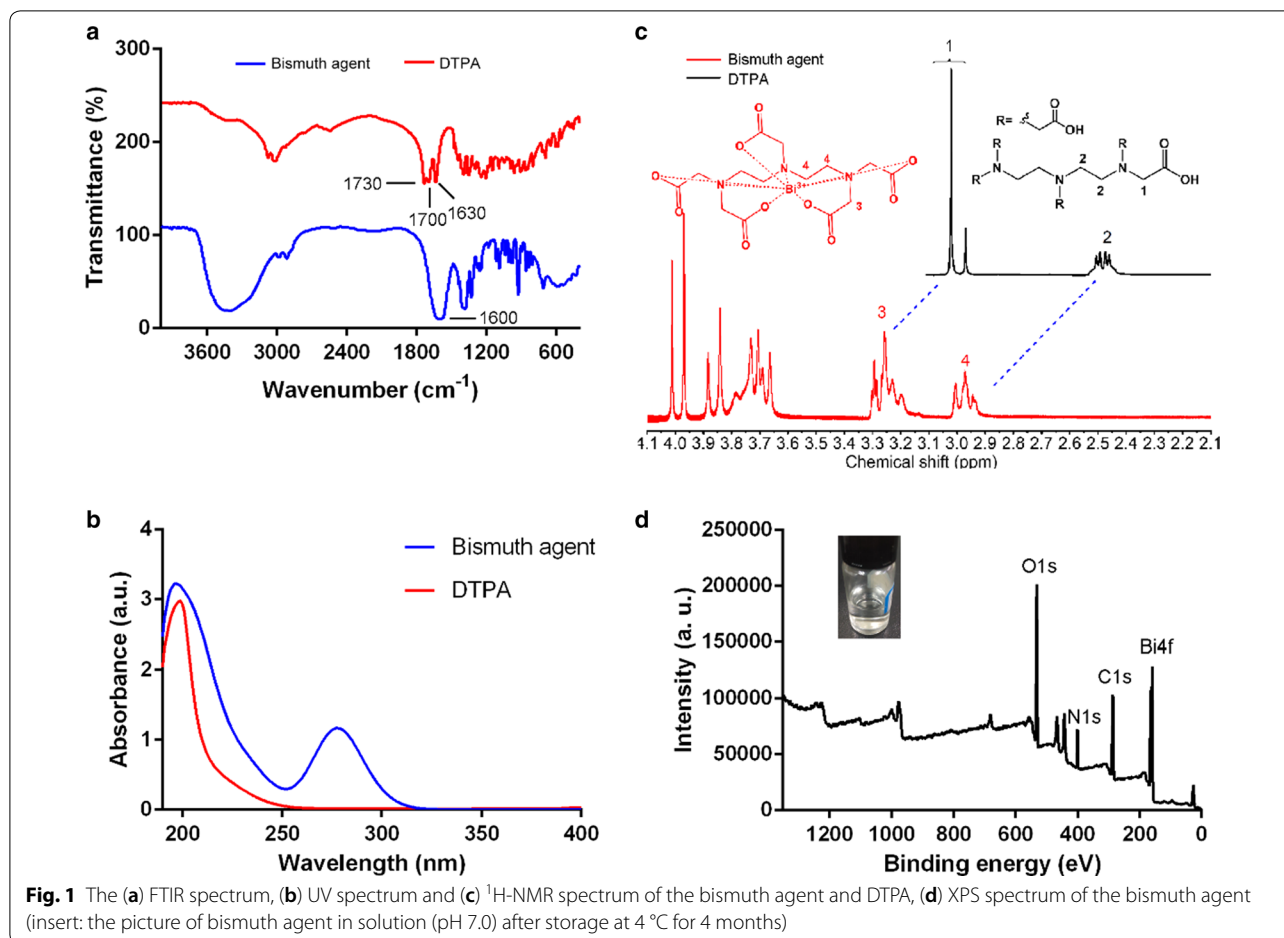 a
300
200
100
0
Transmittance (%)
Bismuth agent
DTPA
1730
1700
1630
1600
3600 3000 2400 1800 1200 600
Wavenumber (cm-1)
c
Bismuth agent
DTPA
1
R=
O
OH
R
N
R
2
N
R
2
R
N
1
O
OH
2
O
O
N
4
4
O
O
N
Bi3+
N
O
O
O
O
O
O
3
3
4
4.1 4.0 3.9 3.8 3.7 3.6 3.5 3.4 3.3 3.2 3.1 3.0 2.9 2.8 2.7 2.6 2.5 2.4 2.3 2.2 2.1
Chemical shift (ppm)
b
4
3
2
1
0
Absorbance (a.u.)
Bismuth agent
DTPA
200 250 300 350 400
Wavelength (nm)
d
250000
200000
150000
100000
50000
0
Intensity (a. u.)
O1s
N1s
C1s
Bi4f
1200 1000 800 600 400 200 0
Binding energy (eV)
Fig. 1 The (a) FTIR spectrum, (b) UV spectrum and (c) 1H-NMR spectrum of the bismuth agent and DTPA, (d) XPS spectrum of the bismuth agent
(insert: the picture of bismuth agent in solution (pH 7.0) after storage at 4 °C for 4 months)